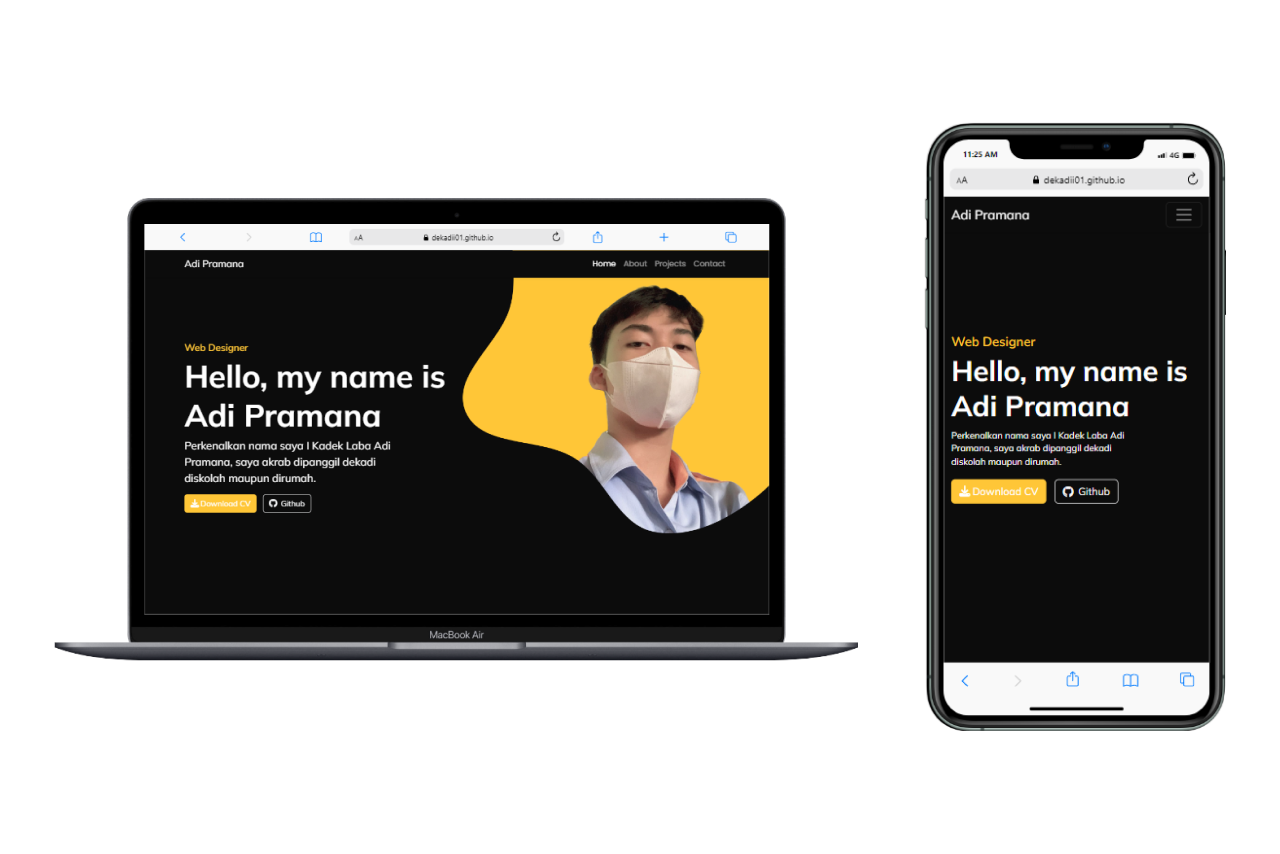 AA
dekadii01.github.io
Adi Pramana
Home About Projects Contact
Web Designer
Hello, my name is
Adi Pramana
Perkenalkan nama saya I Kadek Laba Adi
Pramana, saya akrab dipanggil dekadi
diskolah maupun dirumah.
Download CV
Github
MacBook Air
11:25 AM
4G
AA
dekadii01.github.io
Adi Pramana
Web Designer
Hello, my name is
Adi Pramana
Perkenalkan nama saya I Kadek Laba Adi
Pramana, saya akrab dipanggil dekadi
diskolah maupun dirumah.
Download CV
Github